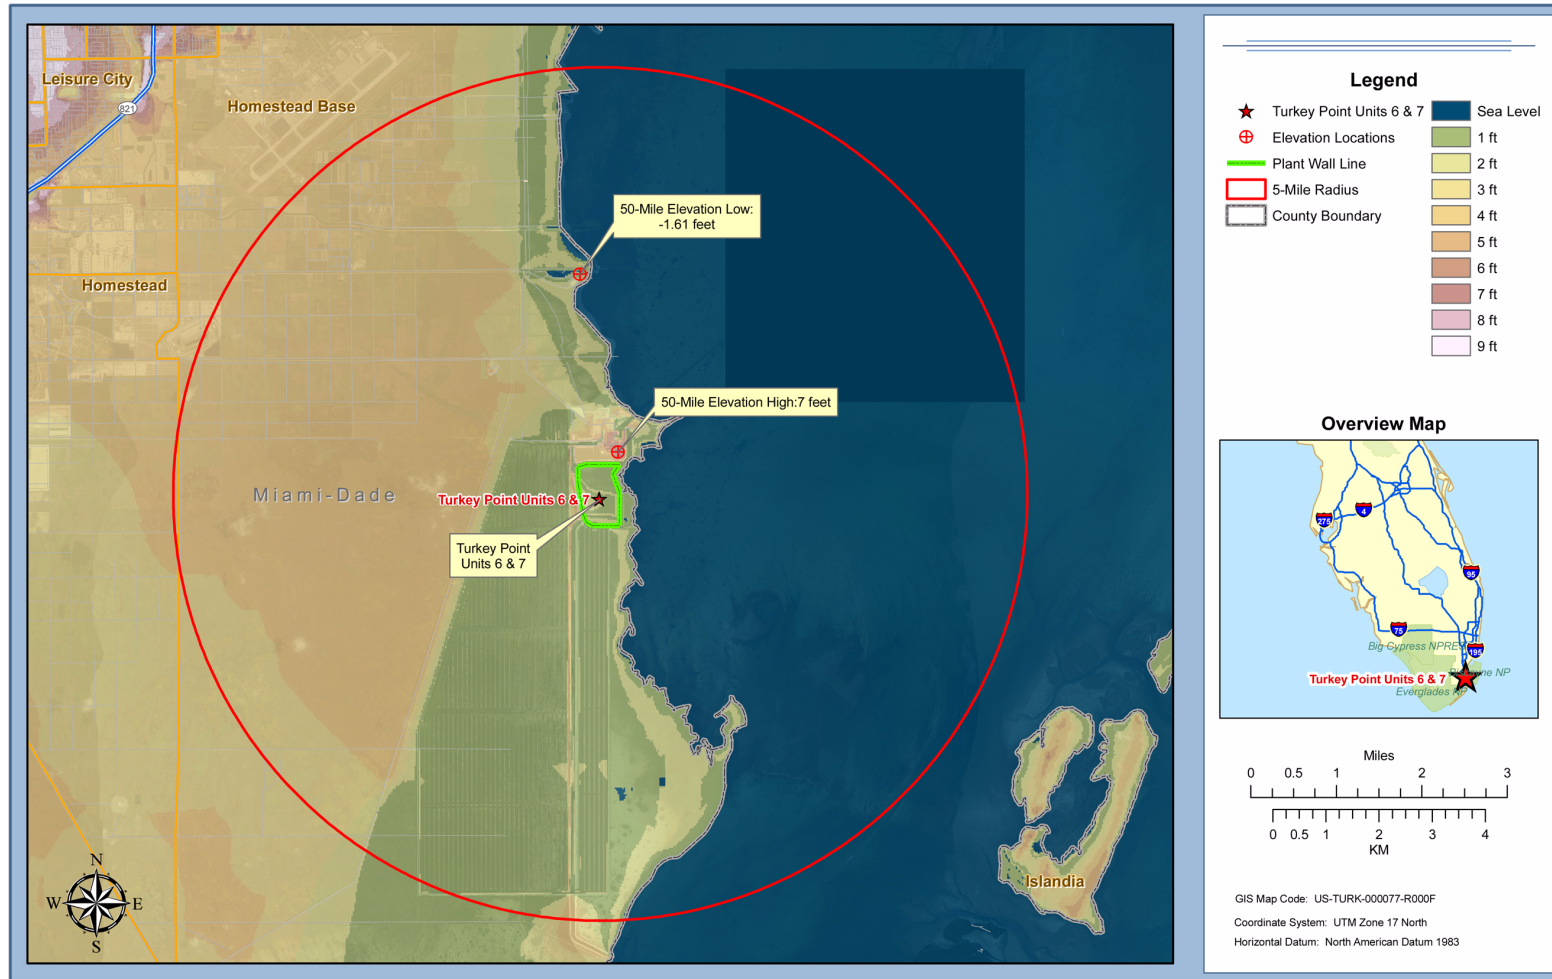 Leisure City
821
Homestead Base
50-Mile Elevation Low:
-1.61 feet
Homestead
50-Mile Elevation High:7 feet
Miami-Dade
Turkey Point Units 6 & 7
Turkey Point
Units 6 & 7
Islandia
N
W
E
S
Legend
Turkey Point Units 6 & 7
Elevation Locations
Plant Wall Line
5-Mile Radius
County Boundary
Sea Level
1 ft
2 ft
3 ft
4 ft
5 ft
6 ft
7 ft
8 ft
9 ft
Overview Map
275
4
95
75
195
Big Cypress NPRES
Turkey Point Units 6 & 7
NP
Everglades NP
Miles
0 0.5 1 2 3
0 0.5 1 2 3 4
KM
GIS Map Code: US-TURK-000077-R000F
Coordinate System: UTM Zone 17 North
Horizontal Datum: North American Datum 1983